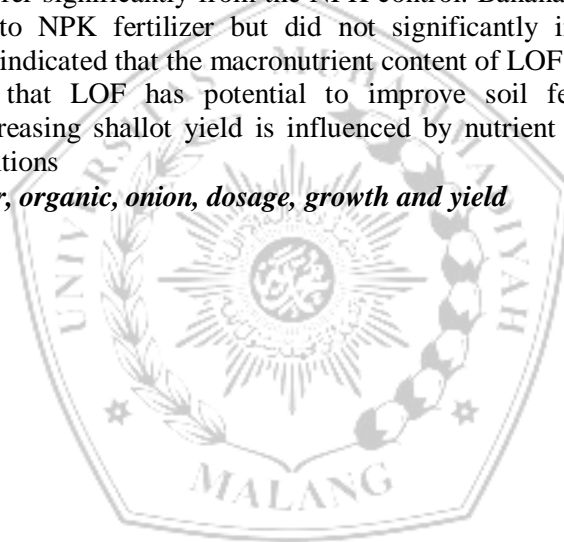 fer significantly from the NPK control. Banana
to NPK fertilizer but did not significantly i
indicated that the macronutrient content of LOF
that LOF has potential to improve soil fe
reasing shallot yield is influenced by nutrient
tions
r, organic, onion, dosage, growth and yield
UNIVERSITAS MUHAMMADIYAH
MALANG